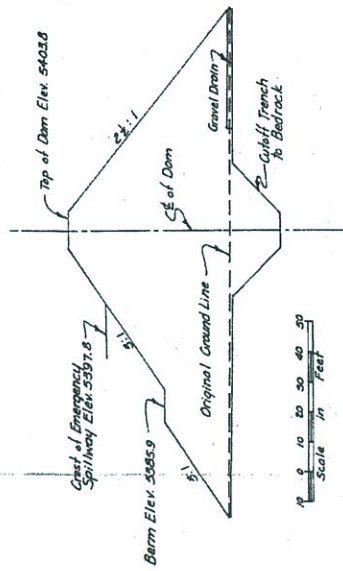 Top of Dam Elev. 5403.8
2½:1
Crest of Emergency
Spillway Elev. 5397.8
3:1
Berm Elev. 5385.9
3:1
℄ of Dam
Original Ground Line
Gravel Drain
Cutoff Trench
to Bedrock
10 0 10 20 30 40 50
Scale in Feet